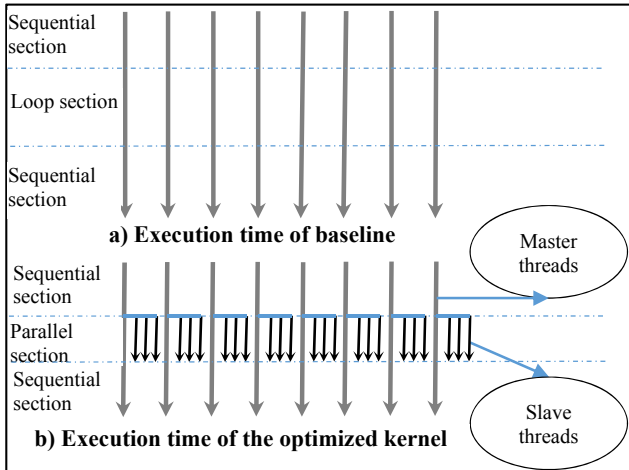 Sequential
section
Loop section
Sequential
section
a) Execution time of baseline
Master
threads
Sequential
section
Parallel
section
Sequential
section
Slave
threads
b) Execution time of the optimized kernel